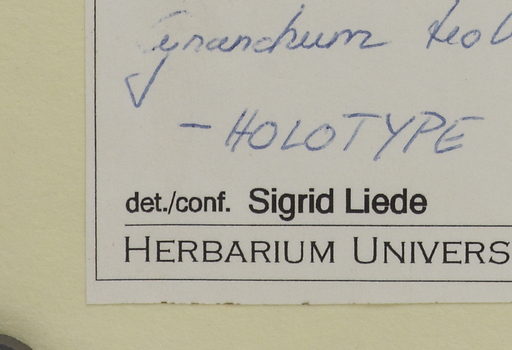 Cynanchum
- HOLOTYPE
det./conf. Sigrid Liede
HERBARIUM UNIVERS